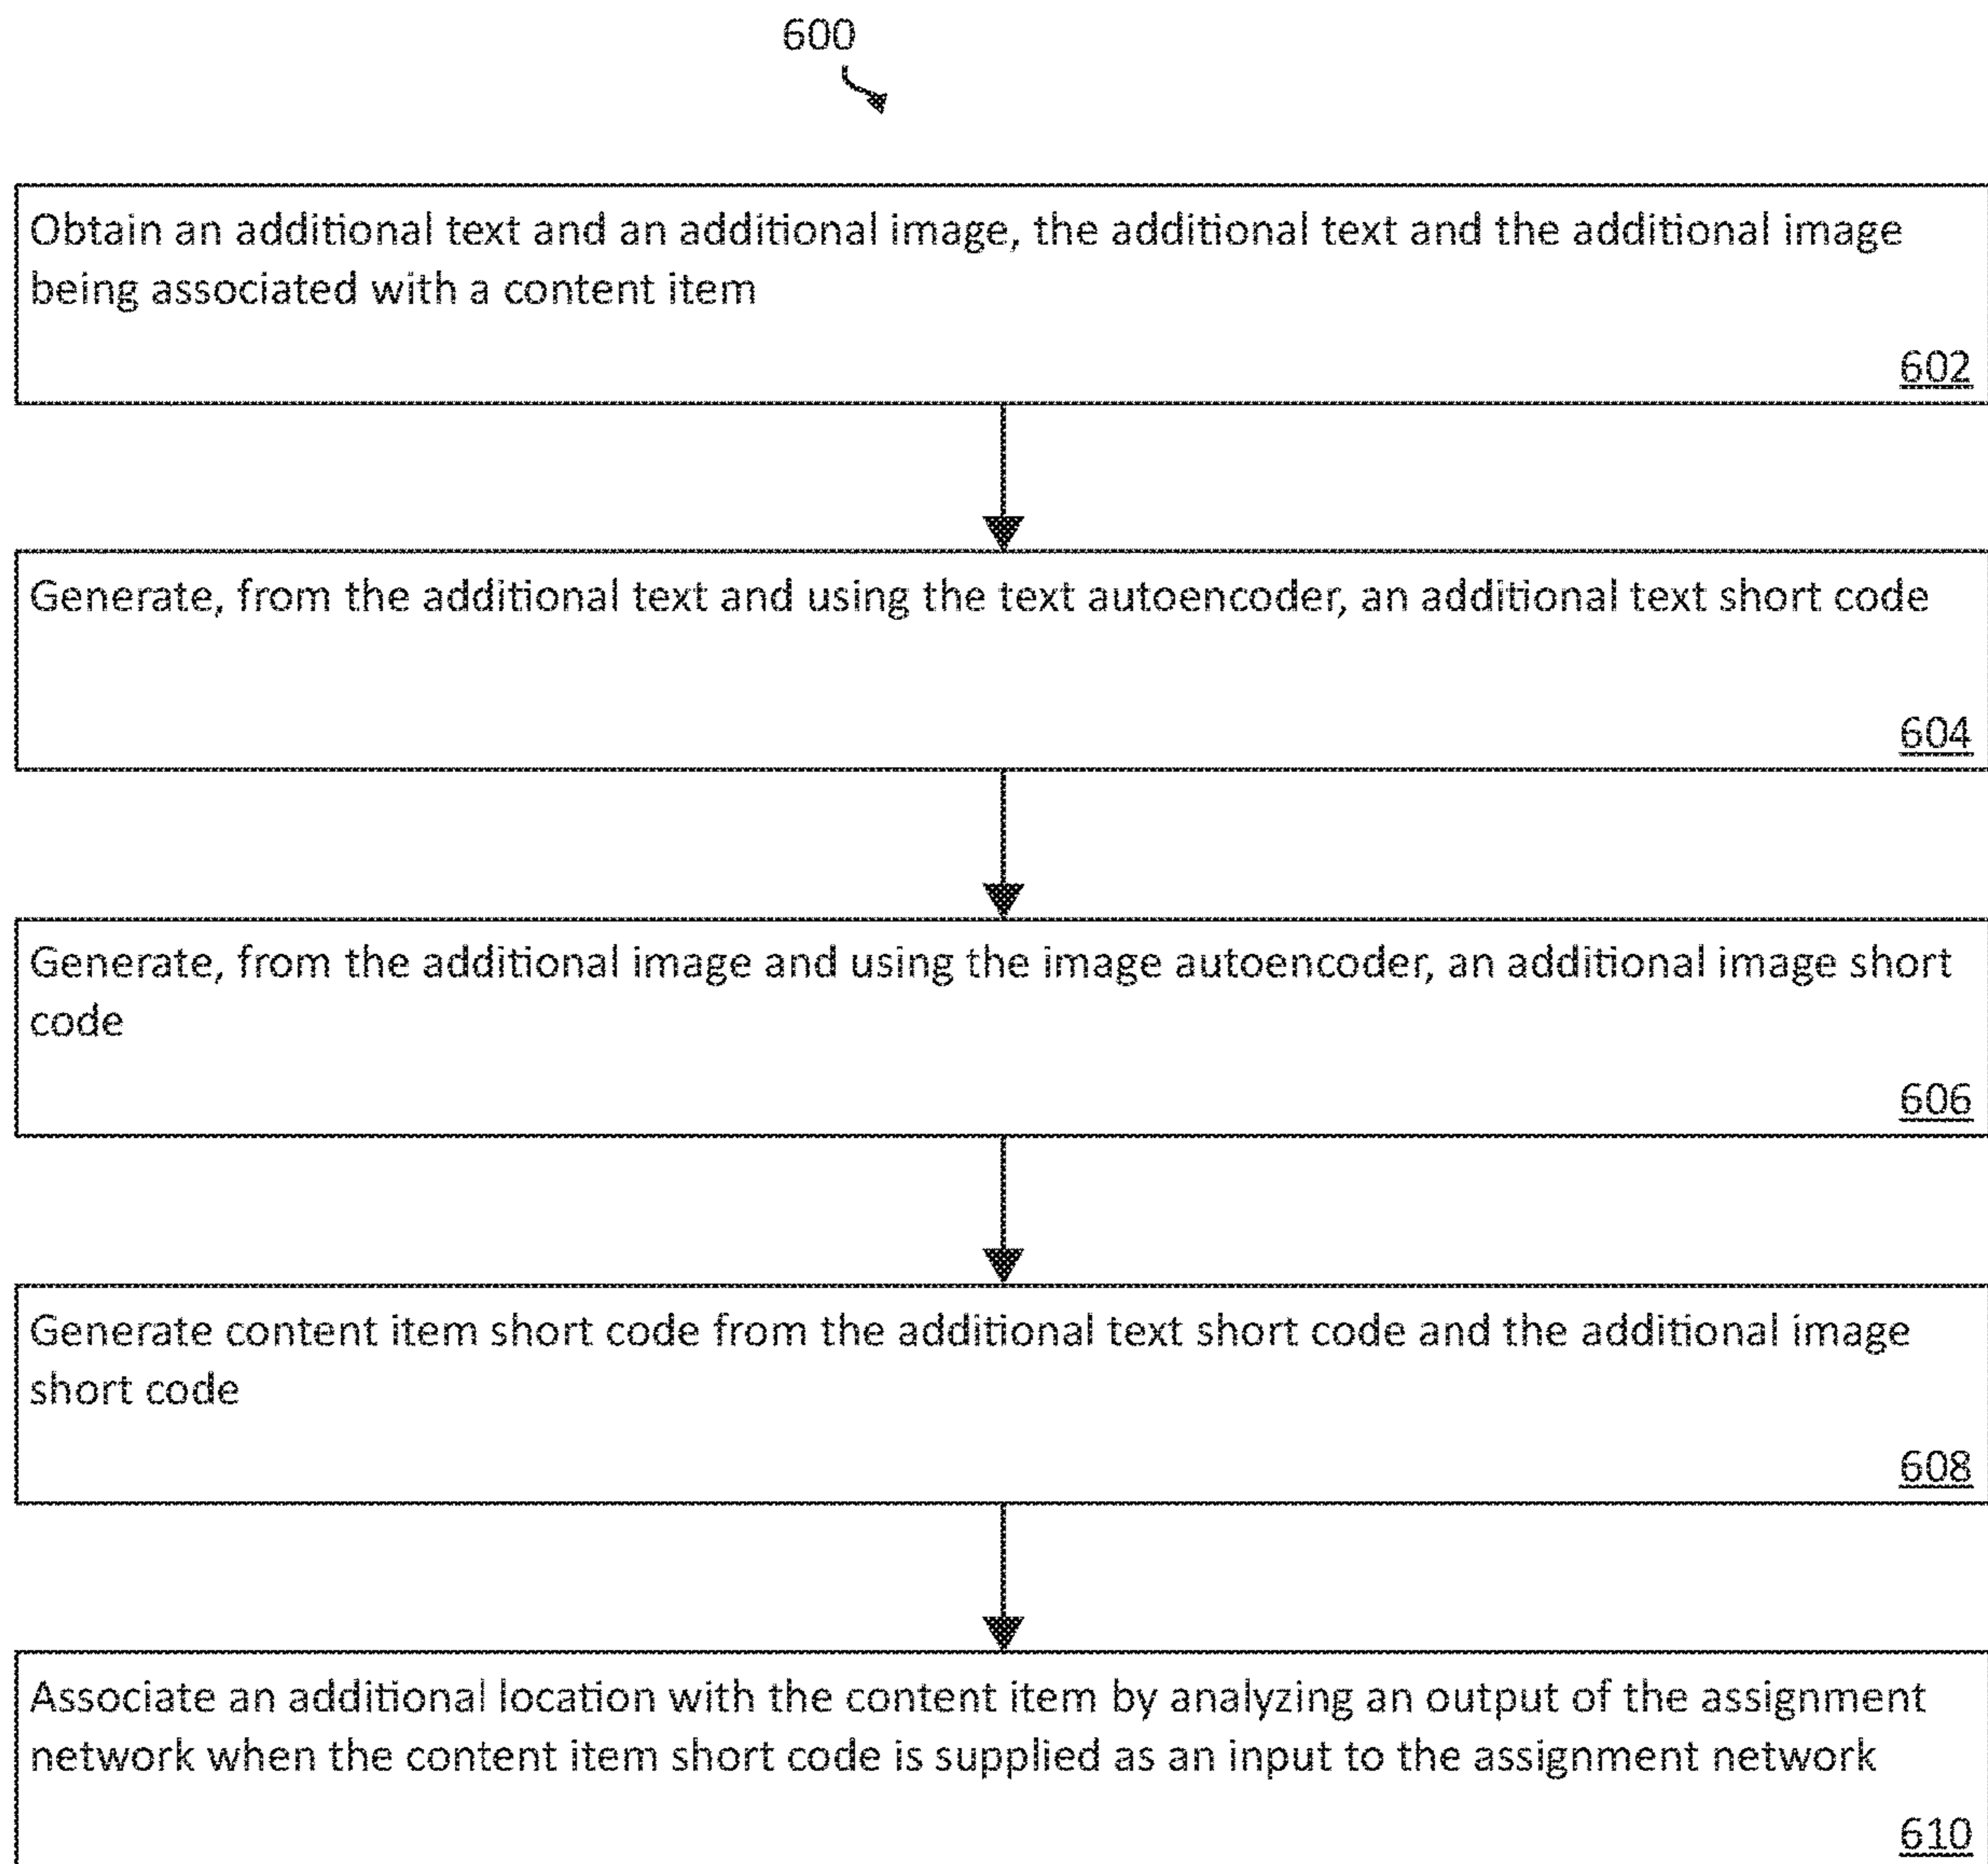 600
Obtain an additional text and an additional image, the additional text and the additional image
being associated with a content item
602
Generate, from the additional text and using the text autoencoder, an additional text short code
604
Generate, from the additional image and using the image autoencoder, an additional image short
code
606
Generate content item short code from the additional text short code and the additional image
short code
608
Associate an additional location with the content item by analyzing an output of the assignment
network when the content item short code is supplied as an input to the assignment network
610